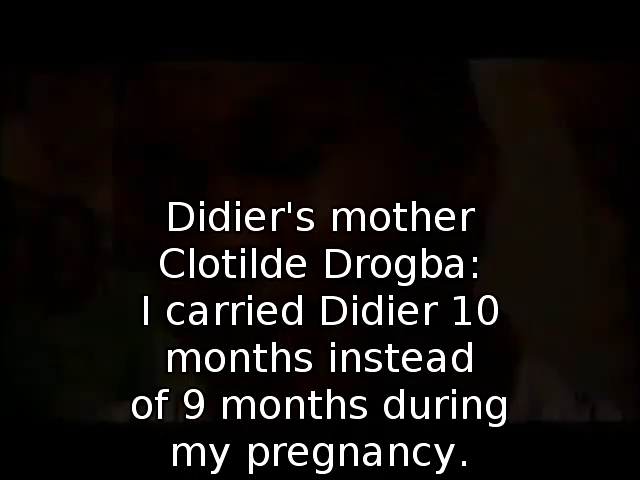 Didier's mother
Clotilde Drogba:
I carried Didier 10
months instead
of 9 months during
my pregnancy.